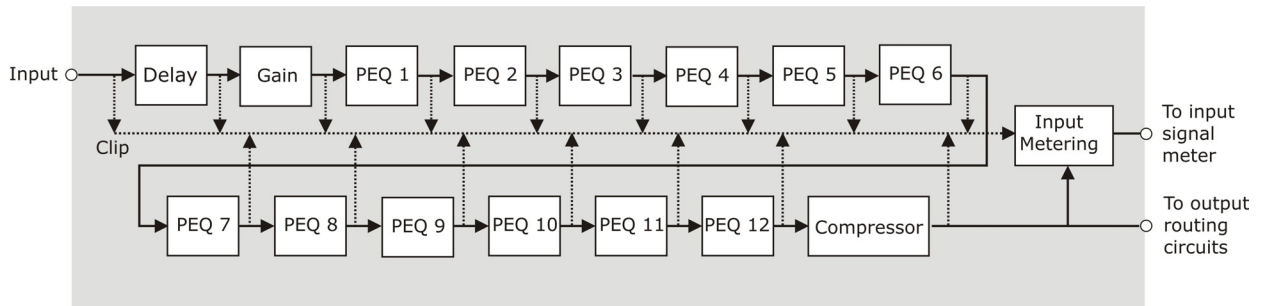 Input
Delay
Gain
PEQ 1
PEQ 2
PEQ 3
PEQ 4
PEQ 5
PEQ 6
Clip
Input
Metering
To input
signal
meter
PEQ 7
PEQ 8
PEQ 9
PEQ 10
PEQ 11
PEQ 12
Compressor
To output
routing
circuits